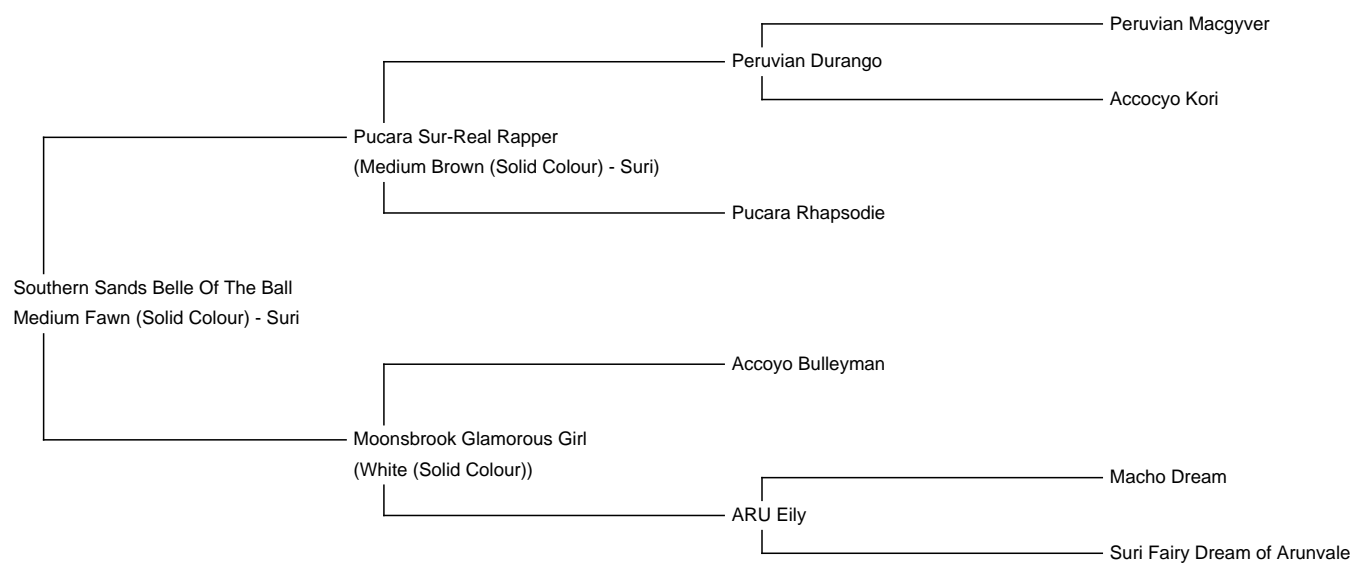 Peruvian Macgyver
Peruvian Durango
Accocyo Kori
Pucara Sur-Real Rapper
(Medium Brown (Solid Colour) - Suri)
Pucara Rhapsodie
Southern Sands Belle Of The Ball
Medium Fawn (Solid Colour) - Suri
Accoyo Bulleyman
Moonsbrook Glamorous Girl
(White (Solid Colour))
Macho Dream
ARU Eily
Suri Fairy Dream of Arunvale